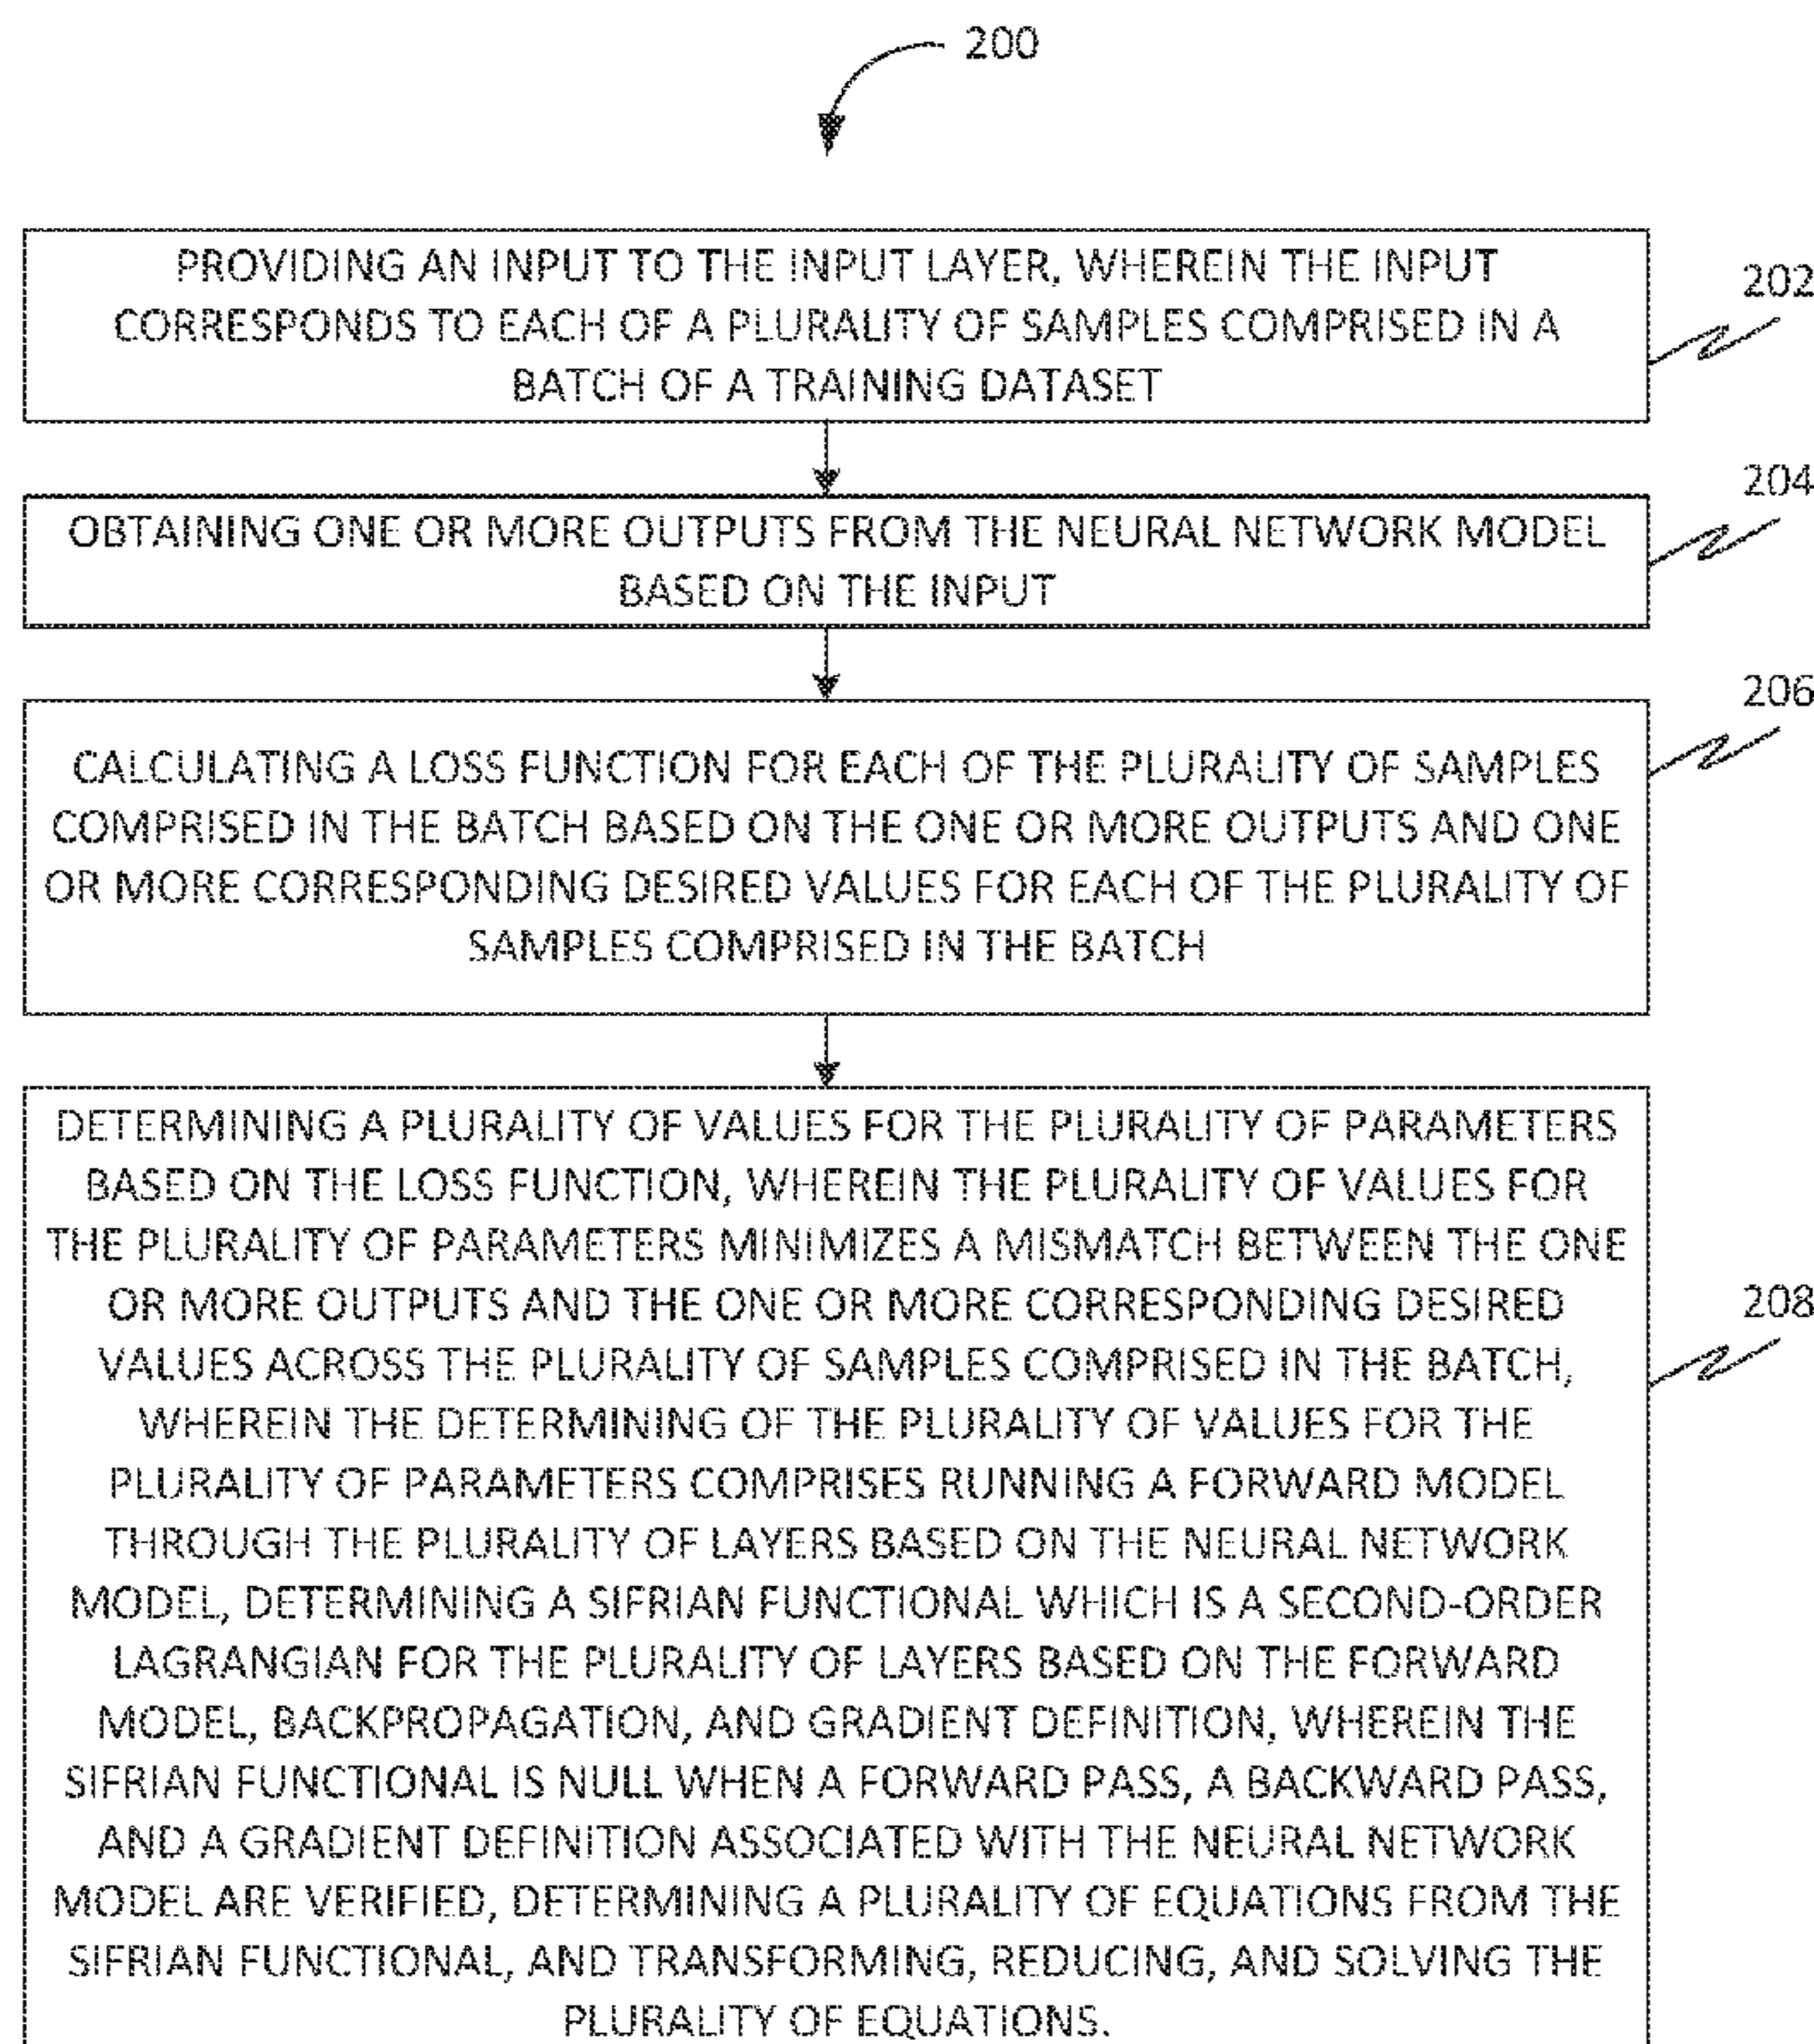 200
PROVIDING AN INPUT TO THE INPUT LAYER, WHEREIN THE INPUT
CORRESPONDS TO EACH OF A PLURALITY OF SAMPLES COMPRISED IN A
BATCH OF A TRAINING DATASET
202
OBTAINING ONE OR MORE OUTPUTS FROM THE NEURAL NETWORK MODEL
BASED ON THE INPUT
204
CALCULATING A LOSS FUNCTION FOR EACH OF THE PLURALITY OF SAMPLES
COMPRISED IN THE BATCH BASED ON THE ONE OR MORE OUTPUTS AND ONE
OR MORE CORRESPONDING DESIRED VALUES FOR EACH OF THE PLURALITY OF
SAMPLES COMPRISED IN THE BATCH
206
DETERMINING A PLURALITY OF VALUES FOR THE PLURALITY OF PARAMETERS
BASED ON THE LOSS FUNCTION, WHEREIN THE PLURALITY OF VALUES FOR
THE PLURALITY OF PARAMETERS MINIMIZES A MISMATCH BETWEEN THE ONE
OR MORE OUTPUTS AND THE ONE OR MORE CORRESPONDING DESIRED
VALUES ACROSS THE PLURALITY OF SAMPLES COMPRISED IN THE BATCH,
WHEREIN THE DETERMINING OF THE PLURALITY OF VALUES FOR THE
PLURALITY OF PARAMETERS COMPRISES RUNNING A FORWARD MODEL
THROUGH THE PLURALITY OF LAYERS BASED ON THE NEURAL NETWORK
MODEL, DETERMINING A SIFRIAN FUNCTIONAL WHICH IS A SECOND-ORDER
LAGRANGIAN FOR THE PLURALITY OF LAYERS BASED ON THE FORWARD
MODEL, BACKPROPAGATION, AND GRADIENT DEFINITION, WHEREIN THE
SIFRIAN FUNCTIONAL IS NULL WHEN A FORWARD PASS, A BACKWARD PASS,
AND A GRADIENT DEFINITION ASSOCIATED WITH THE NEURAL NETWORK
MODEL ARE VERIFIED, DETERMINING A PLURALITY OF EQUATIONS FROM THE
SIFRIAN FUNCTIONAL, AND TRANSFORMING, REDUCING, AND SOLVING THE
PLURALITY OF EQUATIONS.
208